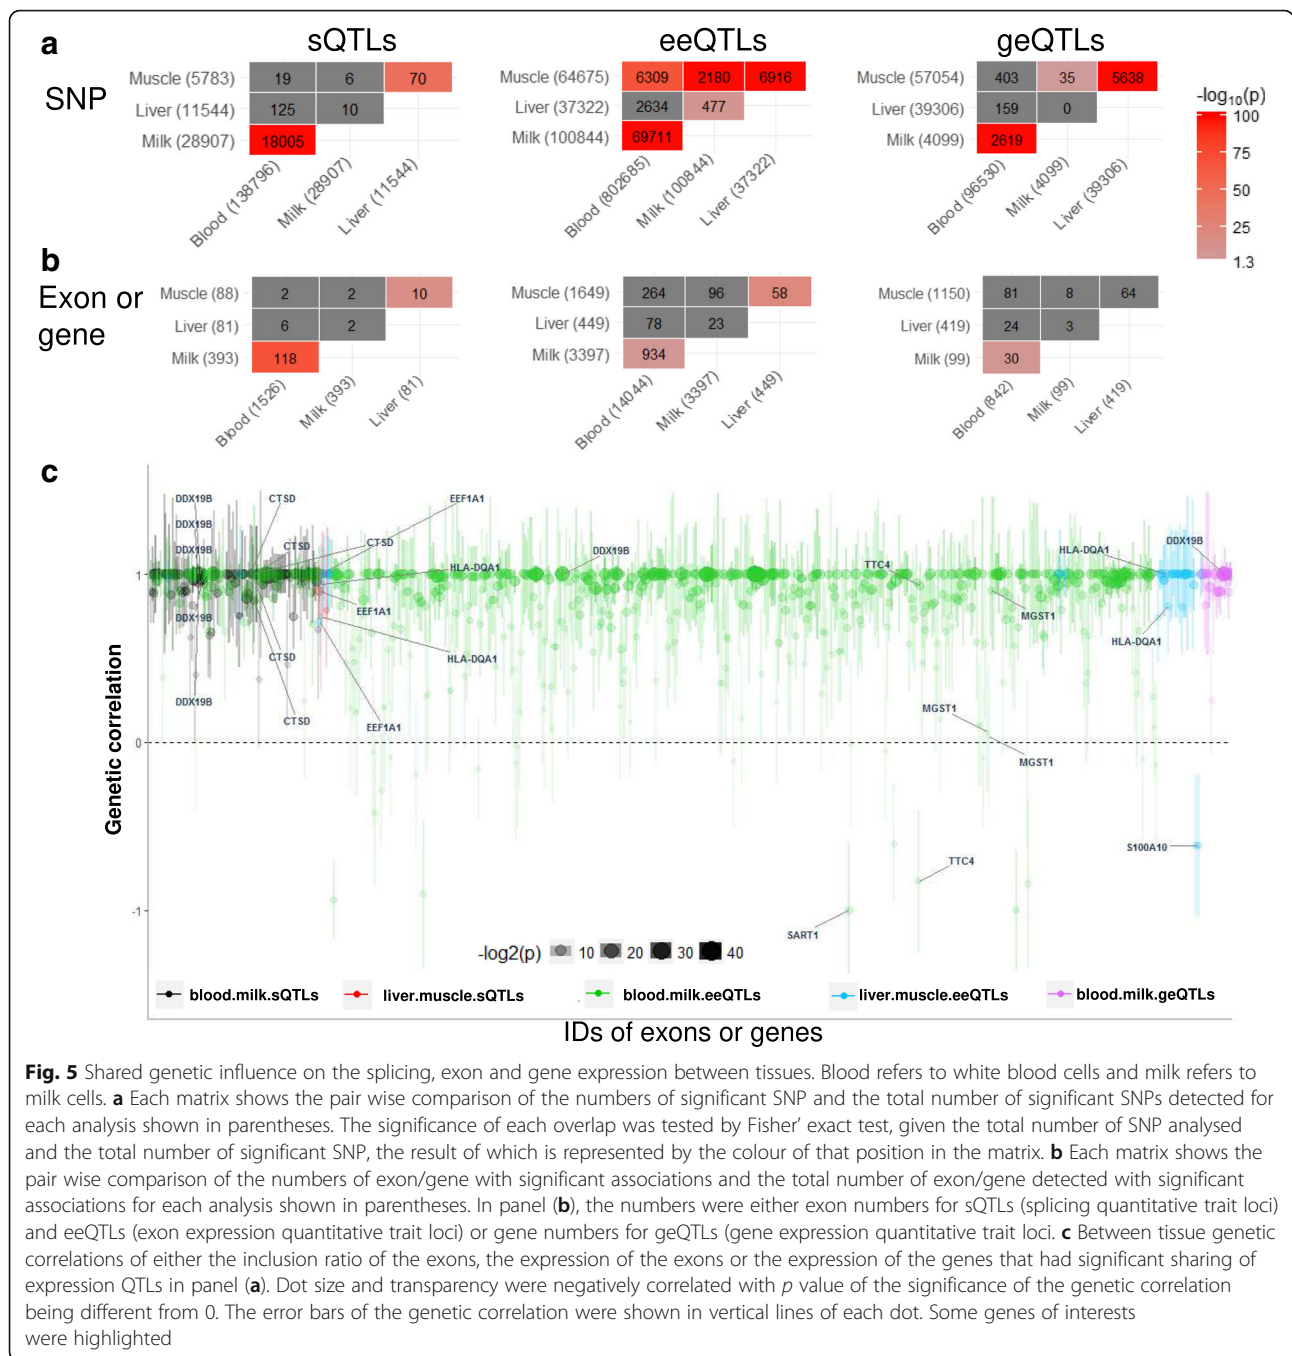 a
sQTLs
eeQTLs
geQTLs
SNP
Muscle (5783) 19 6 70
Liver (11544) 125 10
Milk (28907) 18005
Blood (138796)
Milk (28907)
Liver (11544)
Muscle (64675) 6309 2180 6916
Liver (37322) 2634 477
Milk (100844) 69711
Blood (802685)
Milk (100844)
Liver (37322)
Muscle (57054) 403 35 5638
Liver (39306) 159 0
Milk (4099) 2619
Blood (96530)
Milk (4099)
Liver (39306)
-log10(p)
100
75
50
25
1.3
b
Exon or
gene
Muscle (88) 2 2 10
Liver (81) 6 2
Milk (393) 118
Blood (1526)
Milk (393)
Liver (81)
Muscle (1649) 264 96 58
Liver (449) 78 23
Milk (3397) 934
Blood (14044)
Milk (3397)
Liver (449)
Muscle (1150) 81 8 64
Liver (419) 24 3
Milk (99) 30
Blood (842)
Milk (99)
Liver (419)
c
Genetic correlation
1
0
-1
DDX19B
CTSD
EEF1A1
DDX19B
DDX19B
CTSD
CTSD
DDX19B
HLA-DQA1
DDX19B
TTC4
HLA-DQA1
DDX19B
DDX19B
EEF1A1
MGST1
CTSD
HLA-DQA1
HLA-DQA1
DDX19B
CTSD
EEF1A1
MGST1
MGST1
S100A10
TTC4
SART1
-log2(p) 10 20 30 40
blood.milk.sQTLs liver.muscle.sQTLs blood.milk.eeQTLs liver.muscle.eeQTLs blood.milk.geQTLs
IDs of exons or genes
Fig. 5 Shared genetic influence on the splicing, exon and gene expression between tissues. Blood refers to white blood cells and milk refers to
milk cells. a Each matrix shows the pair wise comparison of the numbers of significant SNP and the total number of significant SNPs detected for
each analysis shown in parentheses. The significance of each overlap was tested by Fisher' exact test, given the total number of SNP analysed
and the total number of significant SNP, the result of which is represented by the colour of that position in the matrix. b Each matrix shows the
pair wise comparison of the numbers of exon/gene with significant associations and the total number of exon/gene detected with significant
associations for each analysis shown in parentheses. In panel (b), the numbers were either exon numbers for sQTLs (splicing quantitative trait loci)
and eeQTLs (exon expression quantitative trait loci) or gene numbers for geQTLs (gene expression quantitative trait loci. c Between tissue genetic
correlations of either the inclusion ratio of the exons, the expression of the exons or the expression of the genes that had significant sharing of
expression QTLs in panel (a). Dot size and transparency were negatively correlated with p value of the significance of the genetic correlation
being different from 0. The error bars of the genetic correlation were shown in vertical lines of each dot. Some genes of interests
were highlighted